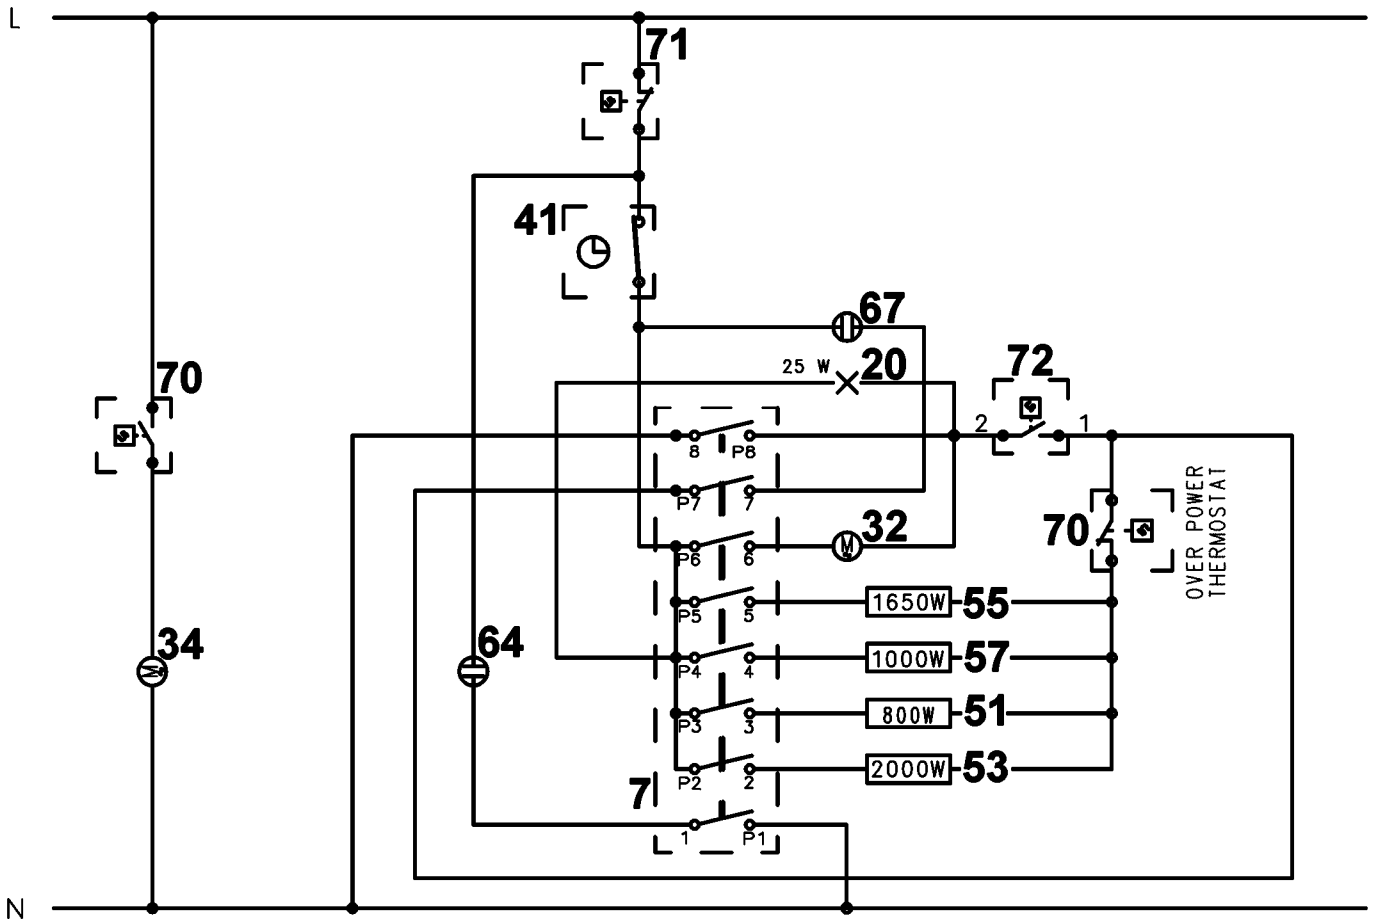 L
71
41
67
25 W 20
72
70
2 1
8 P8
P7 7
OVER POWER
THERMOSTAT
70
32
M
P6 6
P5 5 1650W 55
34
M
64
P4 4 1000W 57
P3 3 800W 51
P2 2 2000W 53
7
1 P1
N